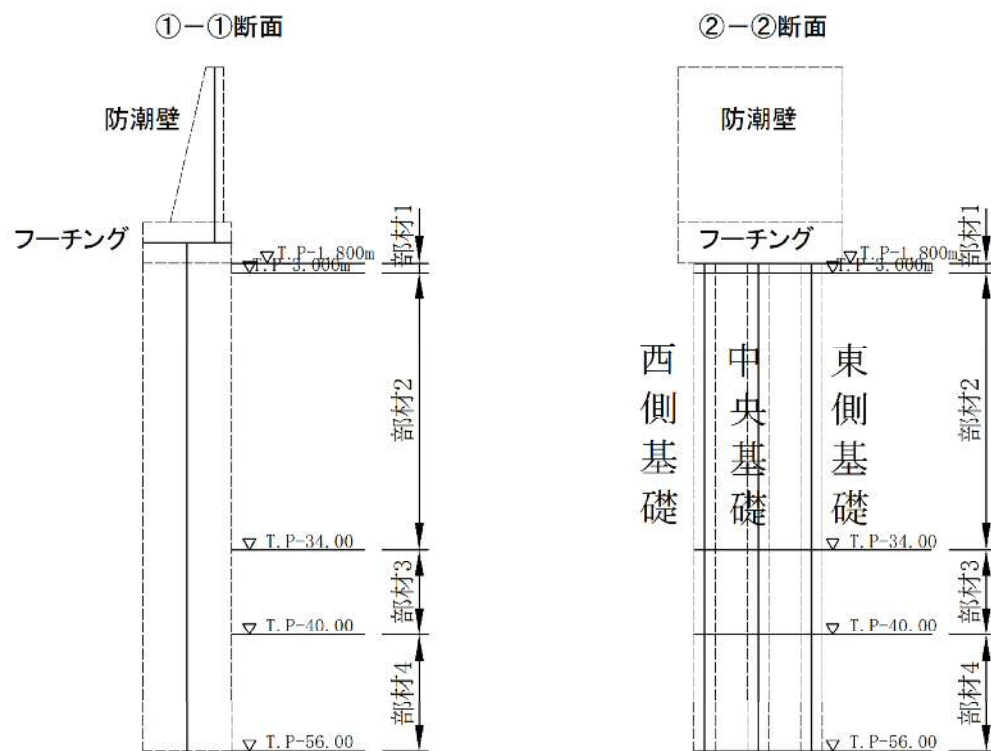 ①-①断面
防潮壁
フーチング
T.P-1.800m
T.P-3.000m
部材1
部材2
T.P-34.00
部材3
T.P-40.00
部材4
T.P-56.00
②-②断面
防潮壁
フーチング
T.P-1.800m
T.P-3.000m
部材1
西側基礎
中央基礎
東側基礎
部材2
T.P-34.00
部材3
T.P-40.00
部材4
T.P-56.00